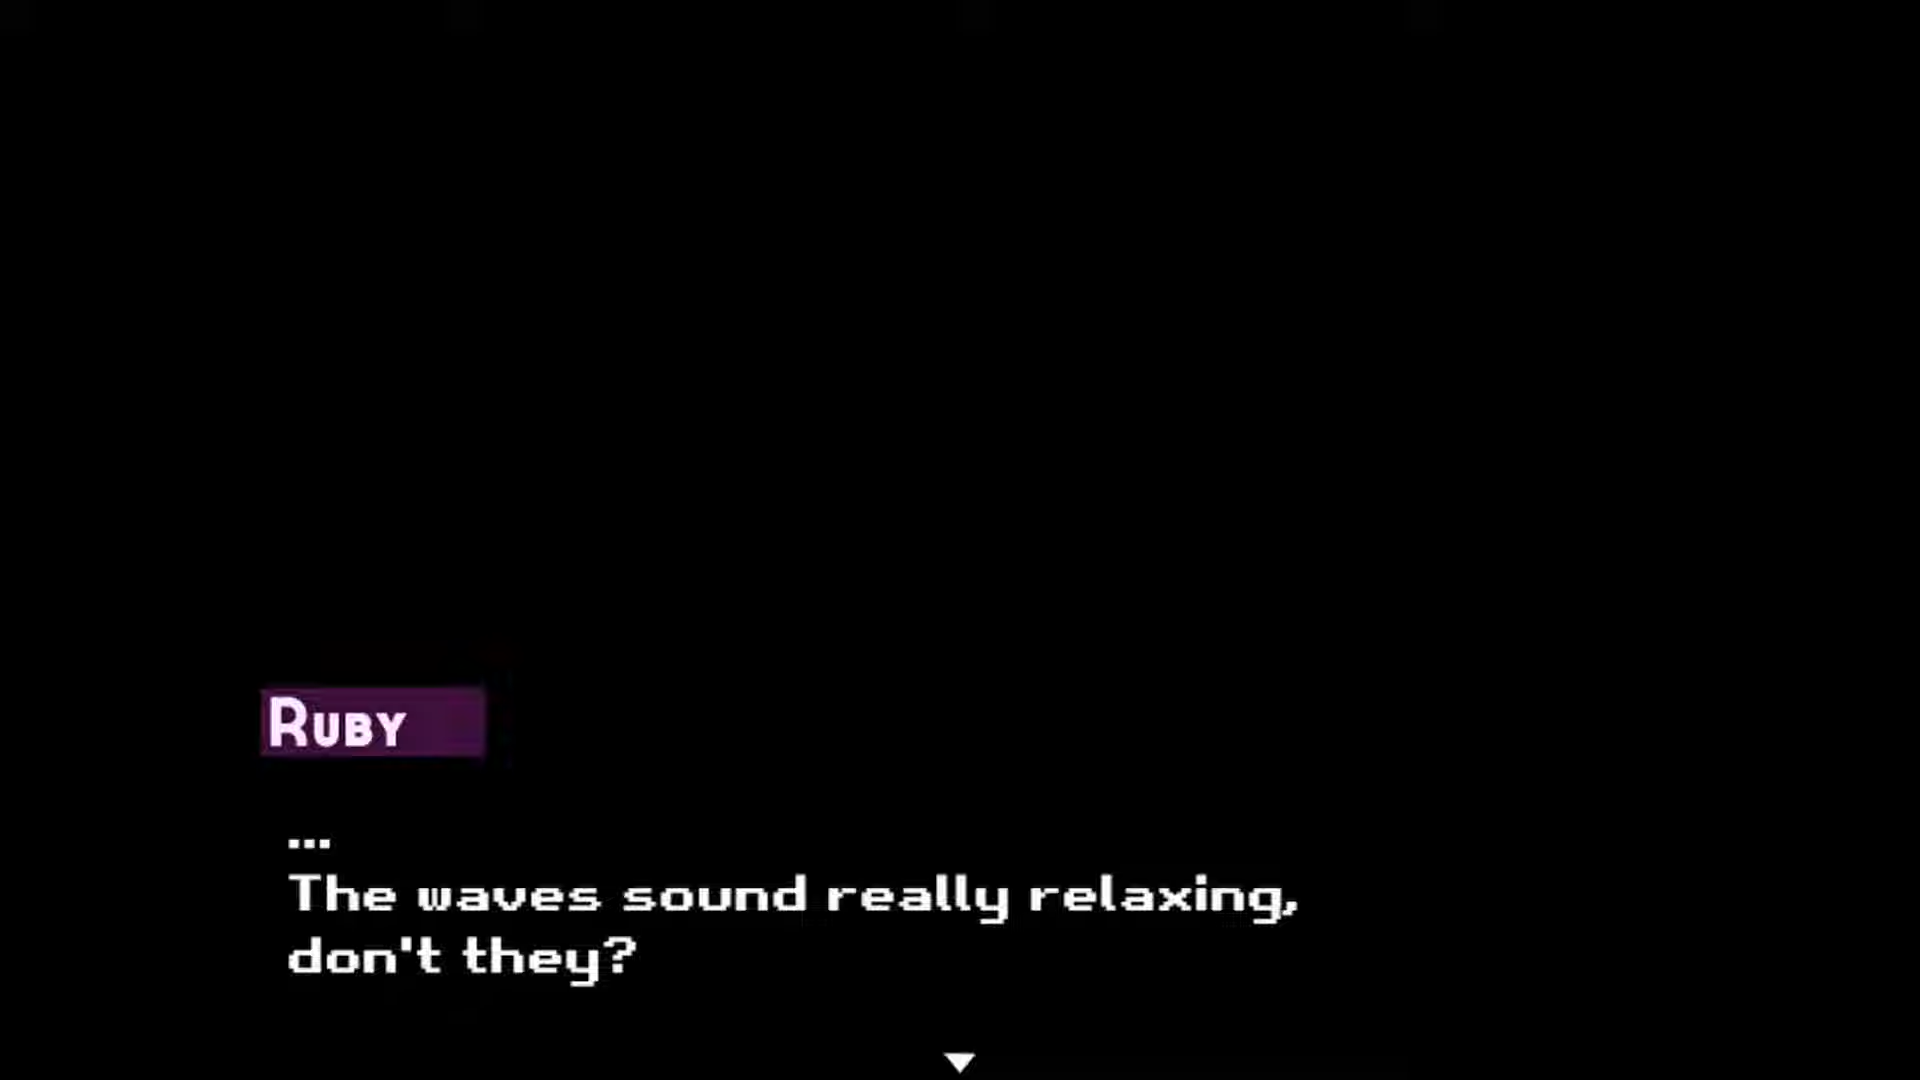 Ruby
...
The waves sound really relaxing,
don't they?